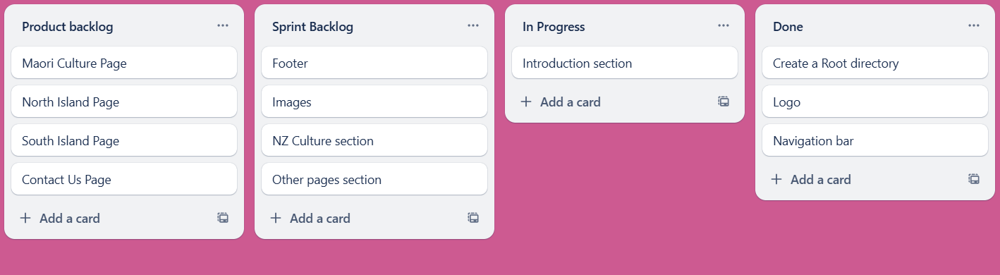 Product backlog
Maori Culture Page
North Island Page
South Island Page
Contact Us Page
+ Add a card
Sprint Backlog
Footer
Images
NZ Culture section
Other pages section
+ Add a card
In Progress
Introduction section
+ Add a card
Done
Create a Root directory
Logo
Navigation bar
+ Add a card